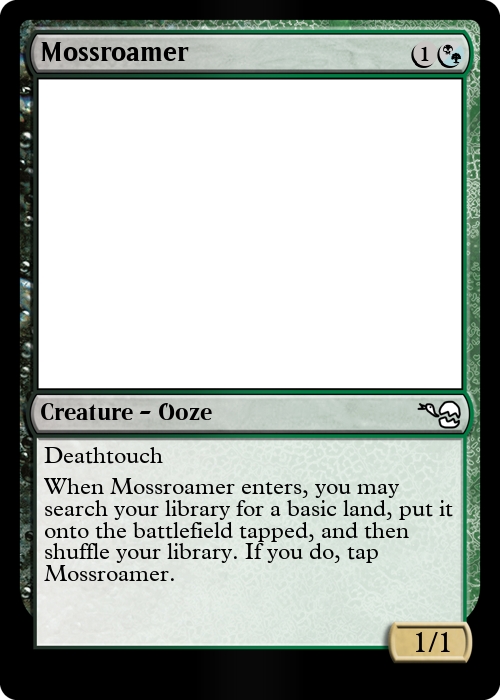 Mossroamer 1
Creature – Ooze
Deathtouch
When Mossroamer enters, you may
search your library for a basic land, put it
onto the battlefield tapped, and then
shuffle your library. If you do, tap
Mossroamer.
1/1